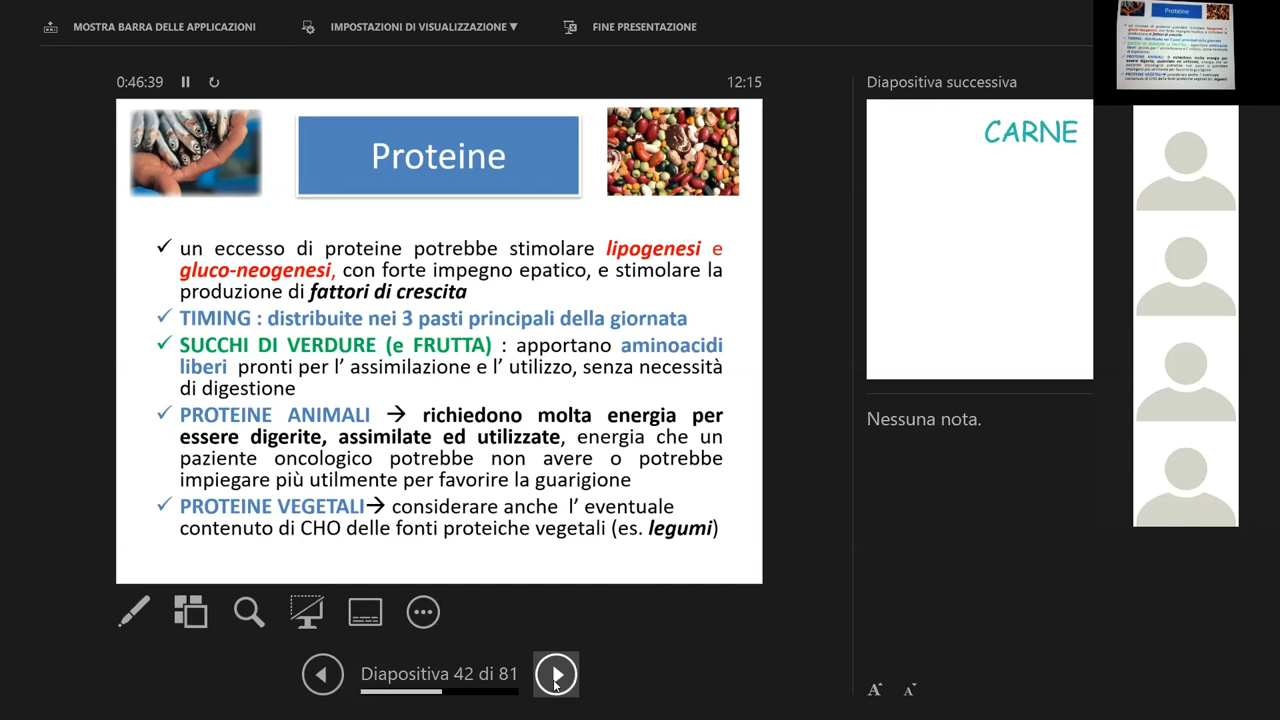 MOSTRA BARRA DELLE APPLICAZIONI
IMPOSTAZIONI DI VISUALIZZAZIONE ▼
FINE PRESENTAZIONE
0:46:39
12:15
Proteine
✓ un eccesso di proteine potrebbe stimolare lipogenesi e
gluco-neogenesi, con forte impegno epatico, e stimolare la
produzione di fattori di crescita
✓ TIMING : distribuite nei 3 pasti principali della giornata
✓ SUCCHI DI VERDURE (e FRUTTA) : apportano aminoacidi
liberi pronti per l’ assimilazione e l’ utilizzo, senza necessità
di digestione
✓ PROTEINE ANIMALI → richiedono molta energia per
essere digerite, assimilate ed utilizzate, energia che un
paziente oncologico potrebbe non avere o potrebbe
impiegare più utilmente per favorire la guarigione
✓ PROTEINE VEGETALI→ considerare anche l’ eventuale
contenuto di CHO delle fonti proteiche vegetali (es. legumi)
Diapositiva 42 di 81
Diapositiva successiva
CARNE
Nessuna nota.
A A
Proteine